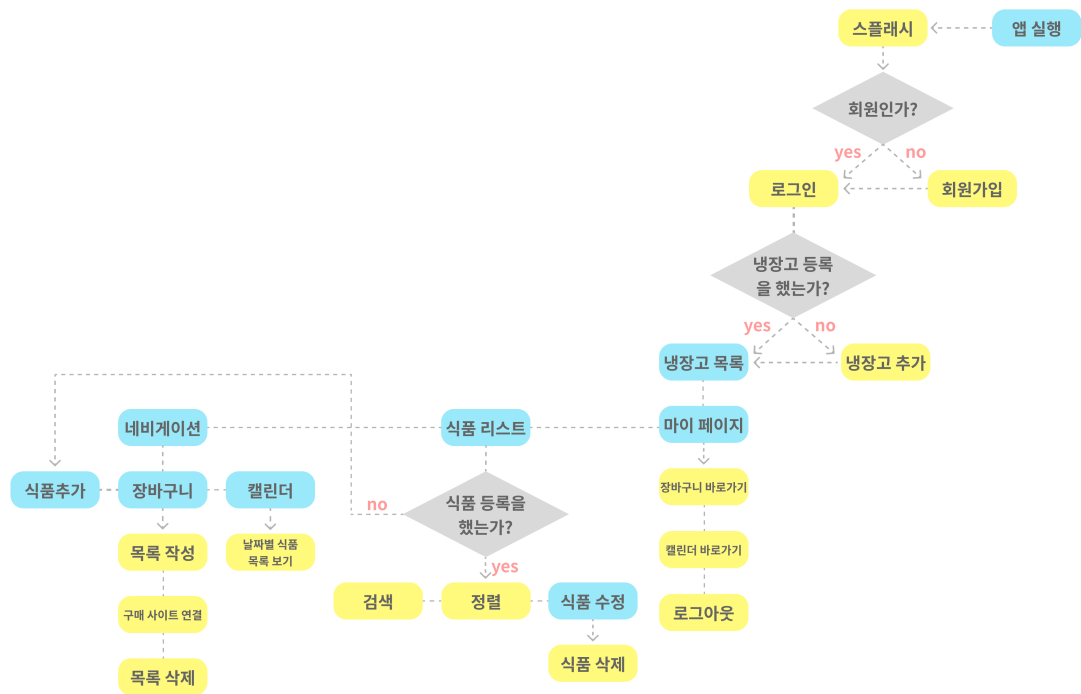 스플래시
앱 실행
회원인가?
yes
no
로그인
회원가입
냉장고 등록
을 했는가?
yes
no
냉장고 목록
냉장고 추가
네비게이션
식품 리스트
마이 페이지
식품추가
장바구니
캘린더
no
식품 등록을
했는가?
장바구니 바로가기
목록 작성
날짜별 식품
목록 보기
캘린더 바로가기
yes
구매 사이트 연결
검색
정렬
식품 수정
로그아웃
목록 삭제
식품 삭제